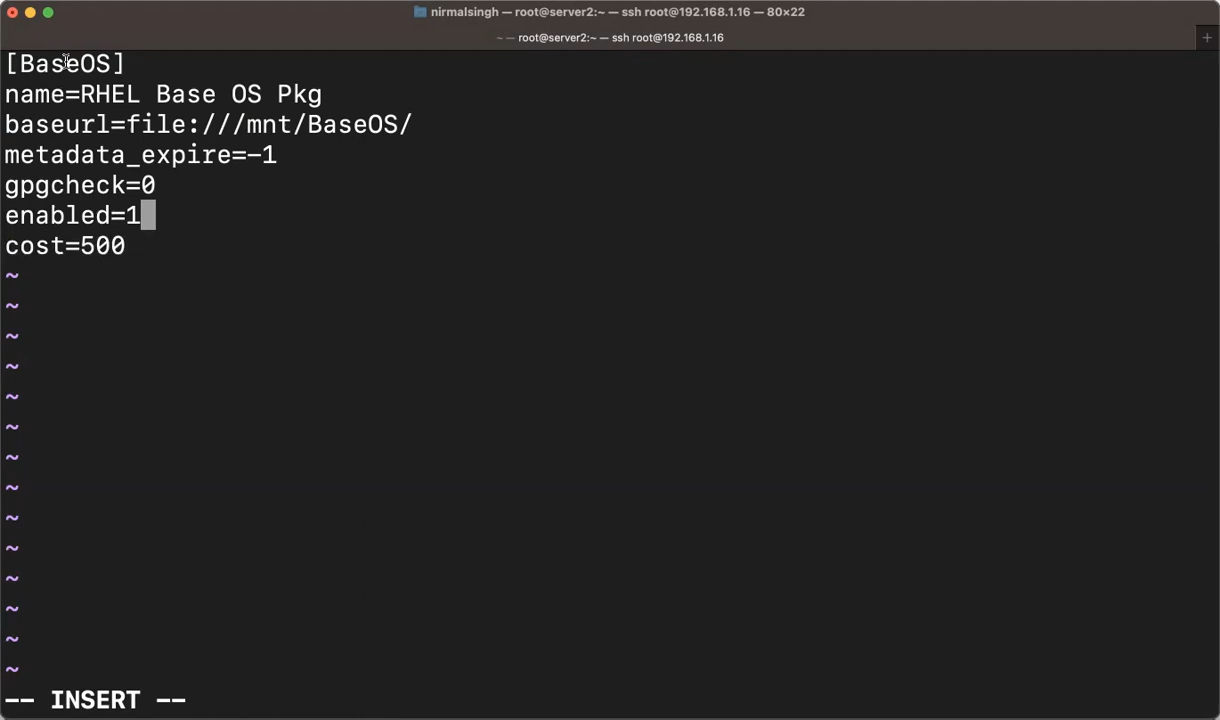 nirmalsingh — root@server2:~ — ssh root@192.168.1.16 — 80×22
~ — root@server2:~ — ssh root@192.168.1.16
+
[BaseOS]
name=RHEL Base OS Pkg
baseurl=file:///mnt/BaseOS/
metadata_expire=-1
gpgcheck=0
enabled=1
cost=500
~
~
~
~
~
~
~
~
~
~
~
~
~
~
-- INSERT --